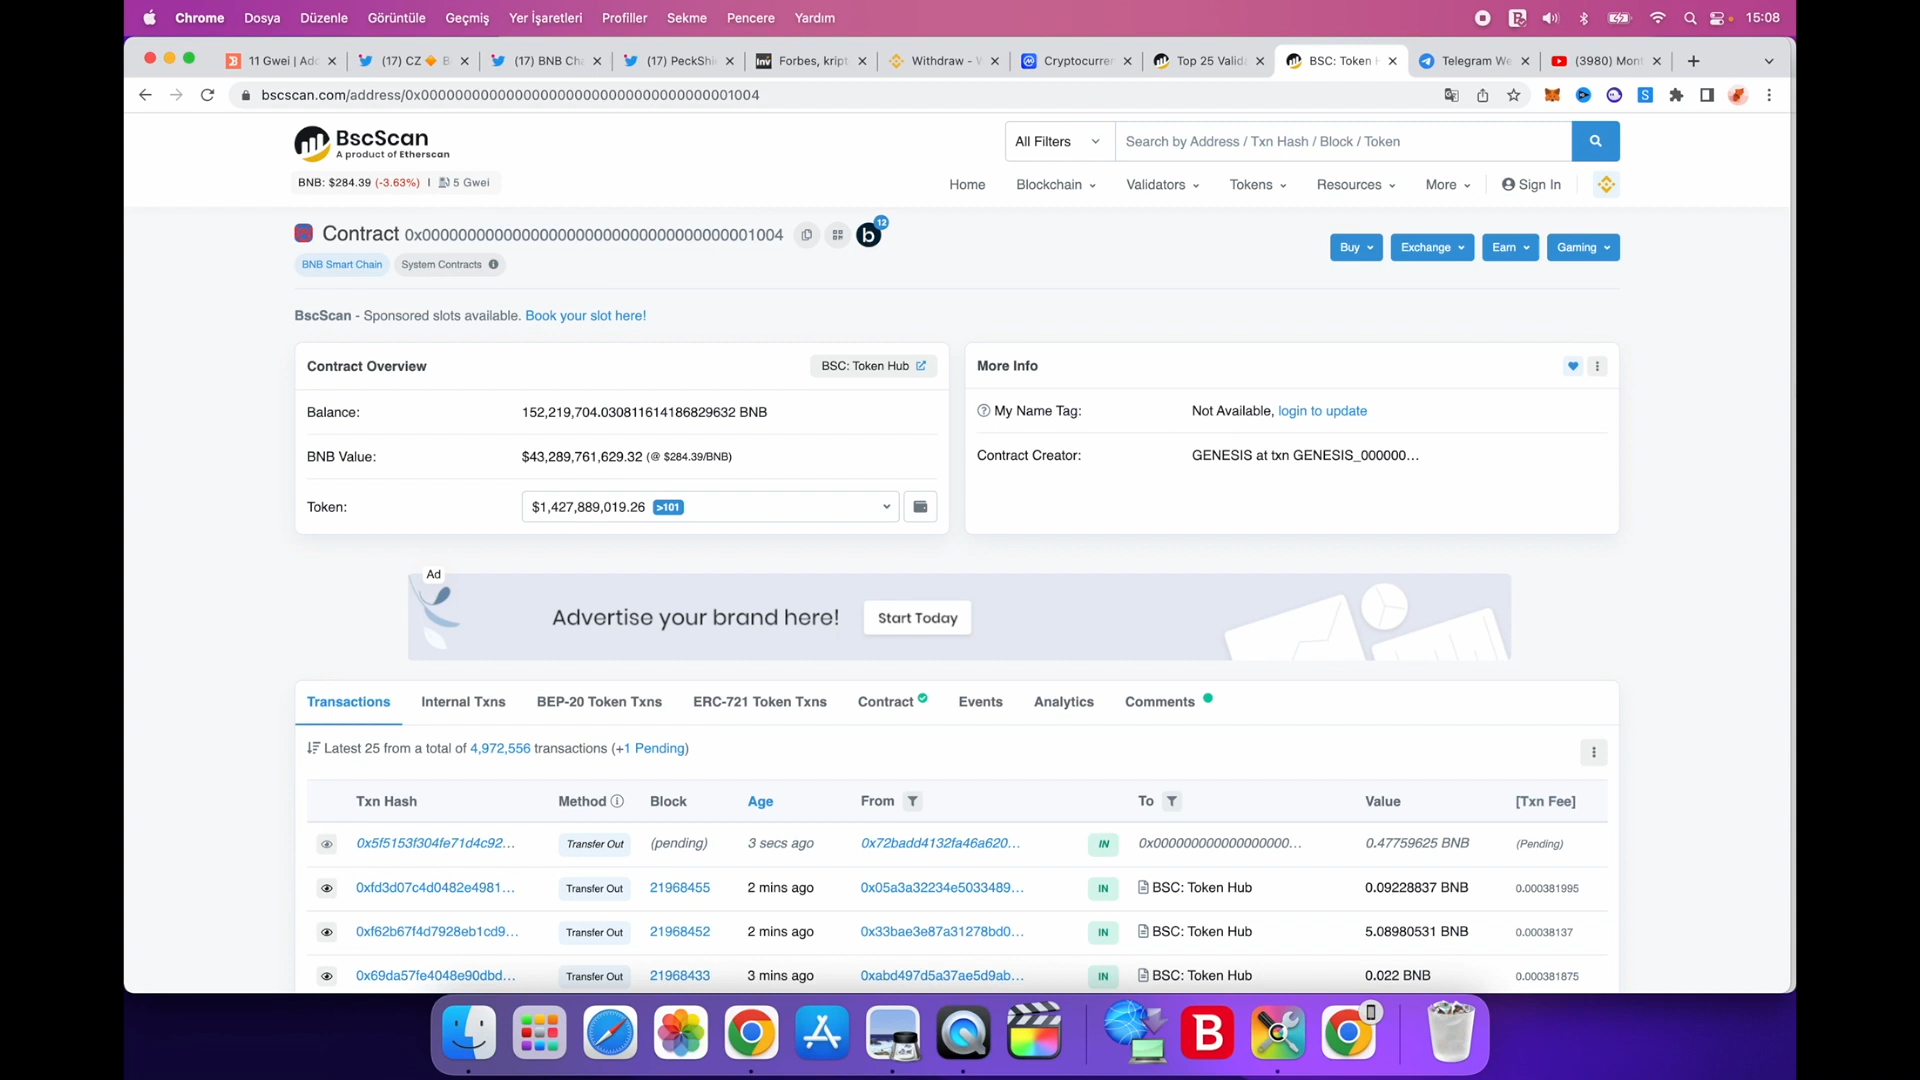 Chrome Dosya Düzenle Görüntüle Geçmiş Yer İşaretleri Profiller Sekme Pencere Yardım 15:08
11 Gwei | Adc (17) CZ 🔶 B (17) BNB Cha (17) PeckShie Forbes, kript Withdraw - W Cryptocurren Top 25 Valida BSC: Token H Telegram We (3980) Mont
bscscan.com/address/0x0000000000000000000000000000000000001004
BscScan
A product of Etherscan
All Filters Search by Address / Txn Hash / Block / Token
BNB: $284.39 (-3.63%) | 5 Gwei
Home Blockchain Validators Tokens Resources More Sign In
Contract 0x0000000000000000000000000000000000001004 b 12
BNB Smart Chain System Contracts
Buy Exchange Earn Gaming
BscScan - Sponsored slots available. Book your slot here!
Contract Overview BSC: Token Hub
Balance: 152,219,704.030811614186829632 BNB
BNB Value: $43,289,761,629.32 (@ $284.39/BNB)
Token: $1,427,889,019.26 >101
More Info
My Name Tag: Not Available, login to update
Contract Creator: GENESIS at txn GENESIS_000000...
Ad
Advertise your brand here! Start Today
Transactions Internal Txns BEP-20 Token Txns ERC-721 Token Txns Contract Events Analytics Comments
Latest 25 from a total of 4,972,556 transactions (+1 Pending)
Txn Hash Method Block Age From To Value [Txn Fee]
0x5f5153f304fe71d4c92... Transfer Out (pending) 3 secs ago 0x72badd4132fa46a620... IN 0x000000000000000000... 0.47759625 BNB (Pending)
0xfd3d07c4d0482e4981... Transfer Out 21968455 2 mins ago 0x05a3a32234e5033489... IN BSC: Token Hub 0.09228837 BNB 0.000381995
0xf62b67f4d7928eb1cd9... Transfer Out 21968452 2 mins ago 0x33bae3e87a31278bd0... IN BSC: Token Hub 5.08980531 BNB 0.00038137
0x69da57fe4048e90dbd... Transfer Out 21968433 3 mins ago 0xabd497d5a37ae5d9ab... IN BSC: Token Hub 0.022 BNB 0.000381875
B